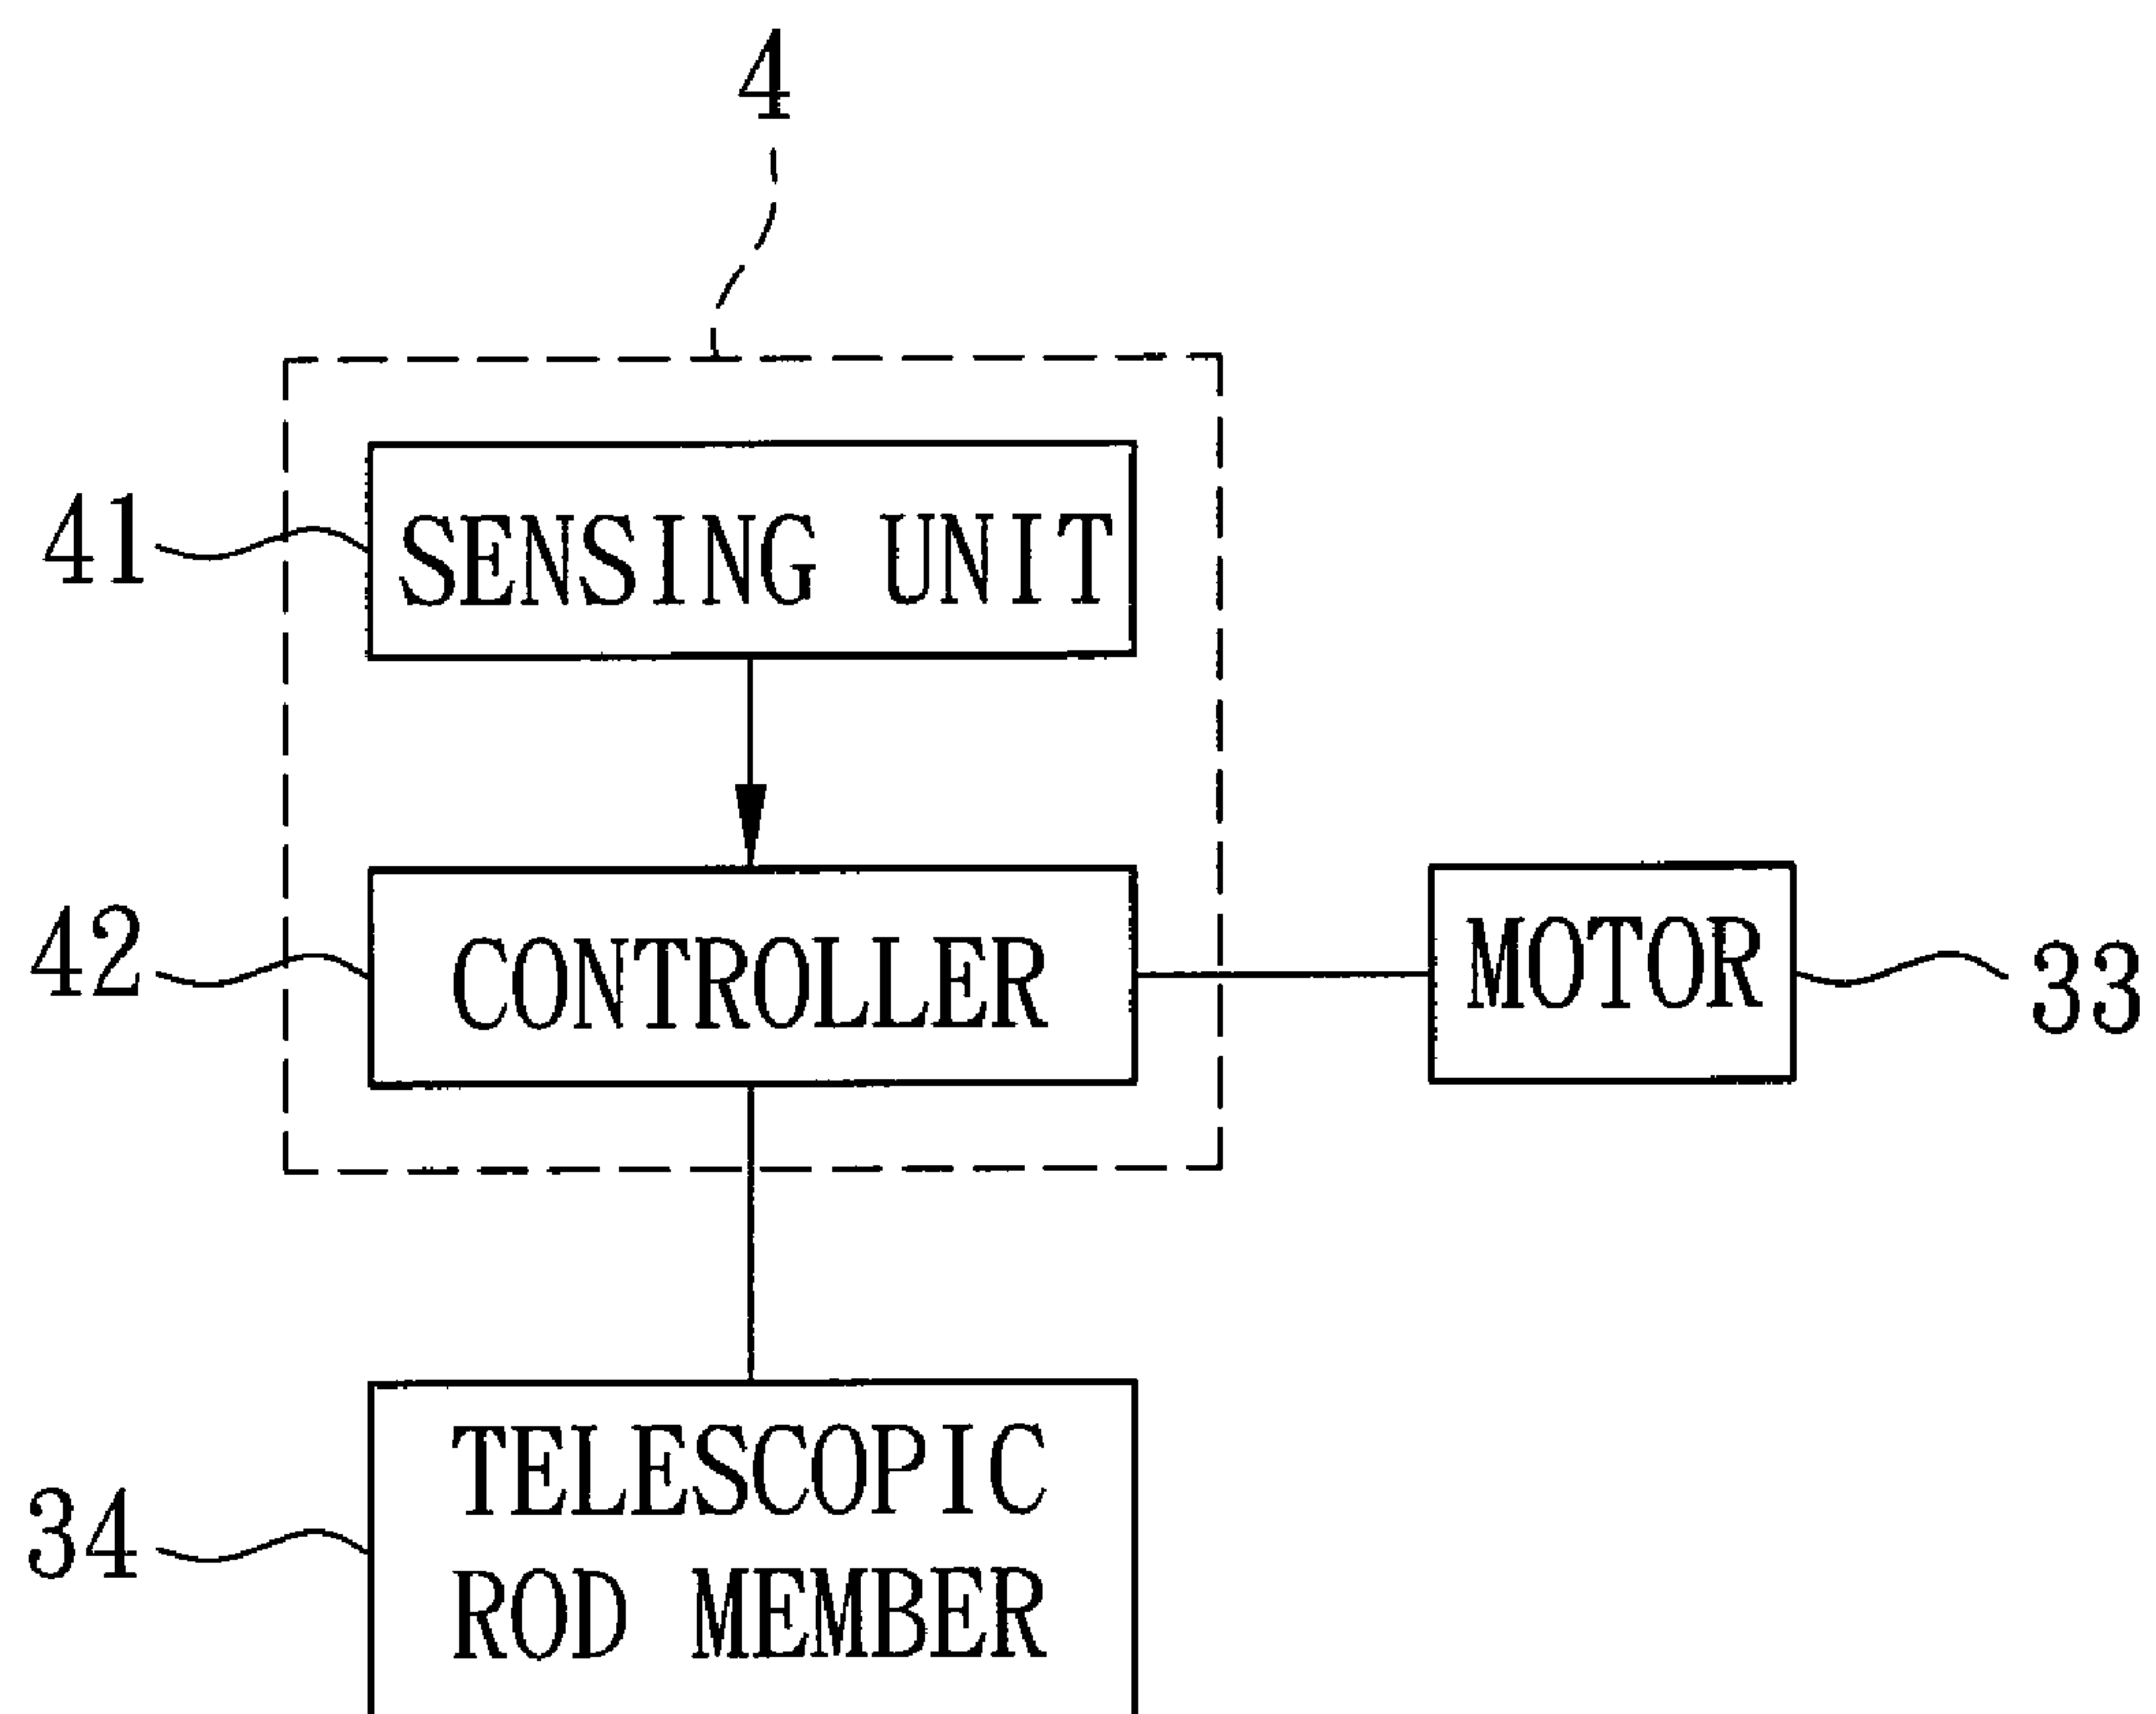 4
41
SENSING UNIT
42
CONTROLLER
MOTOR
33
34
TELESCOPIC
ROD MEMBER